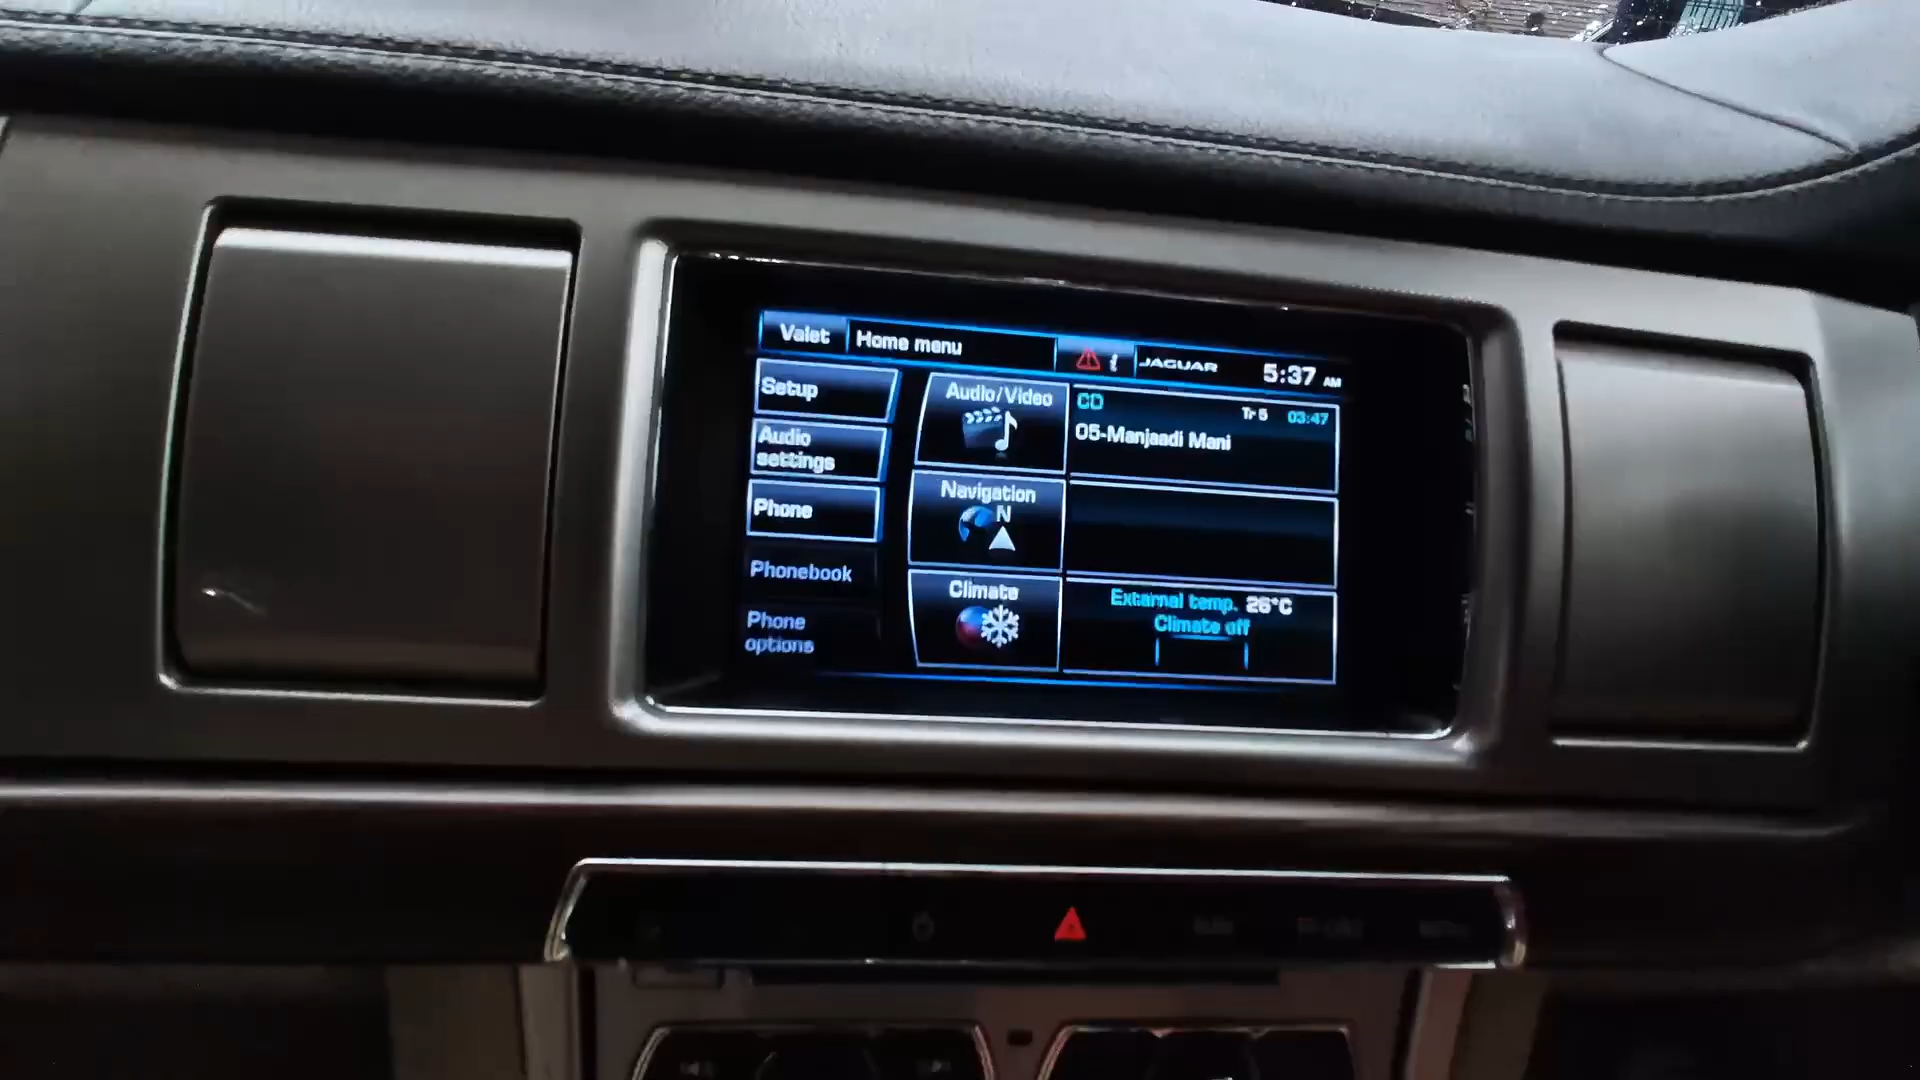 Valet
Home menu
i
JAGUAR
5:37 AM
Setup
Audio
settings
Phone
Phonebook
Phone
options
Audio/Video
CD
Tr 5
03:47
05-Manjaadi Mani
Navigation
N
Climate
External temp. 26°C
Climate off